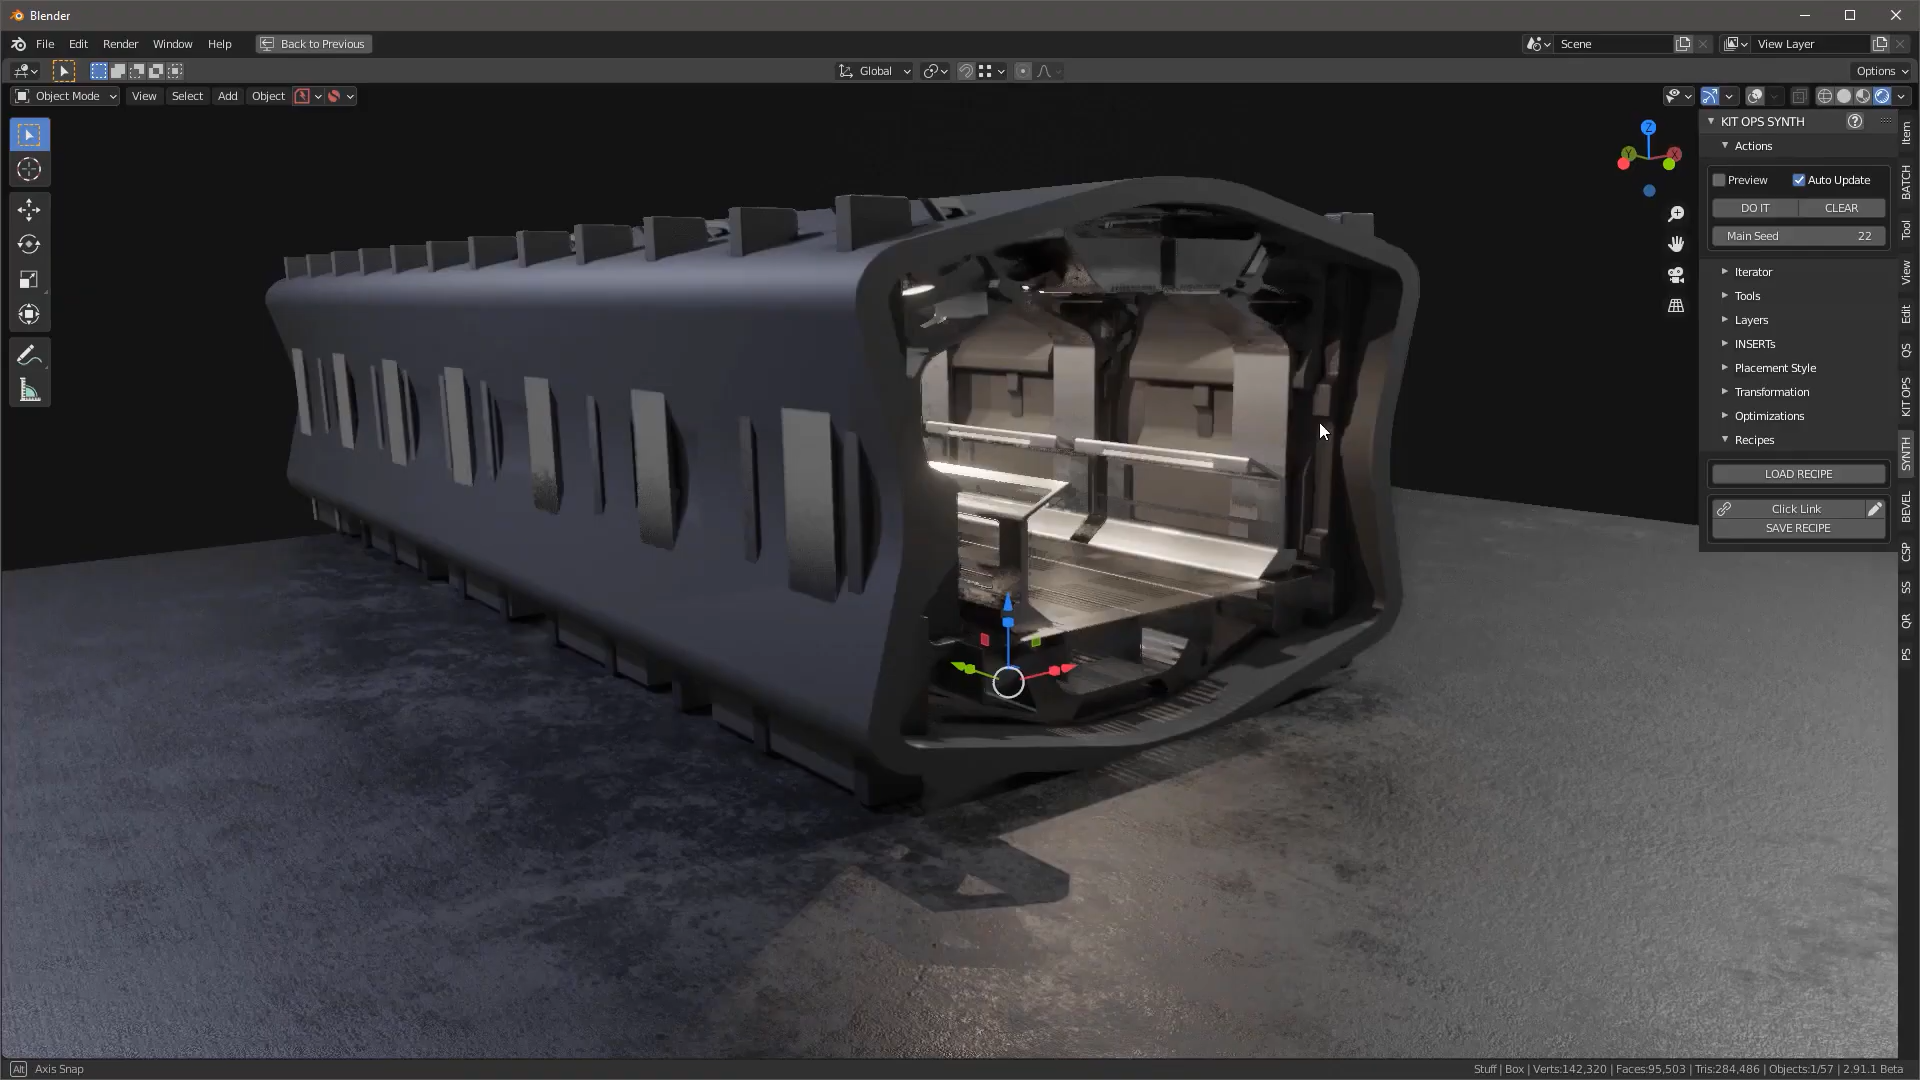 Blender
File Edit Render Window Help Back to Previous Scene View Layer
Global Options
Object Mode View Select Add Object
KIT OPS SYNTH
Actions
Preview Auto Update
DO IT CLEAR
Main Seed 22
Iterator
Tools
Layers
INSERTs
Placement Style
Transformation
Optimizations
Recipes
LOAD RECIPE
Click Link
SAVE RECIPE
Item
BATCH
Tool
View
Edit
QS
KIT OPS
SYNTH
BEVEL
CSP
SS
QR
PS
Z
Y
X
Alt Axis Snap
Stuff | Box | Verts:142,320 | Faces:95,503 | Tris:284,486 | Objects:1/57 | 2.91.1 Beta